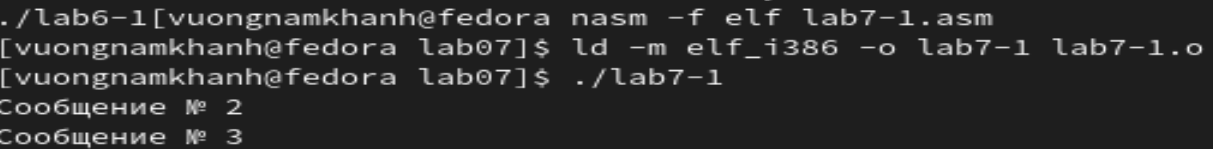 ./lab6-1[vuongnamkhanh@fedora nasm -f elf lab7-1.asm
[vuongnamkhanh@fedora lab07]$ ld -m elf_i386 -o lab7-1 lab7-1.o
[vuongnamkhanh@fedora lab07]$ ./lab7-1
Сообщение № 2
Сообщение № 3